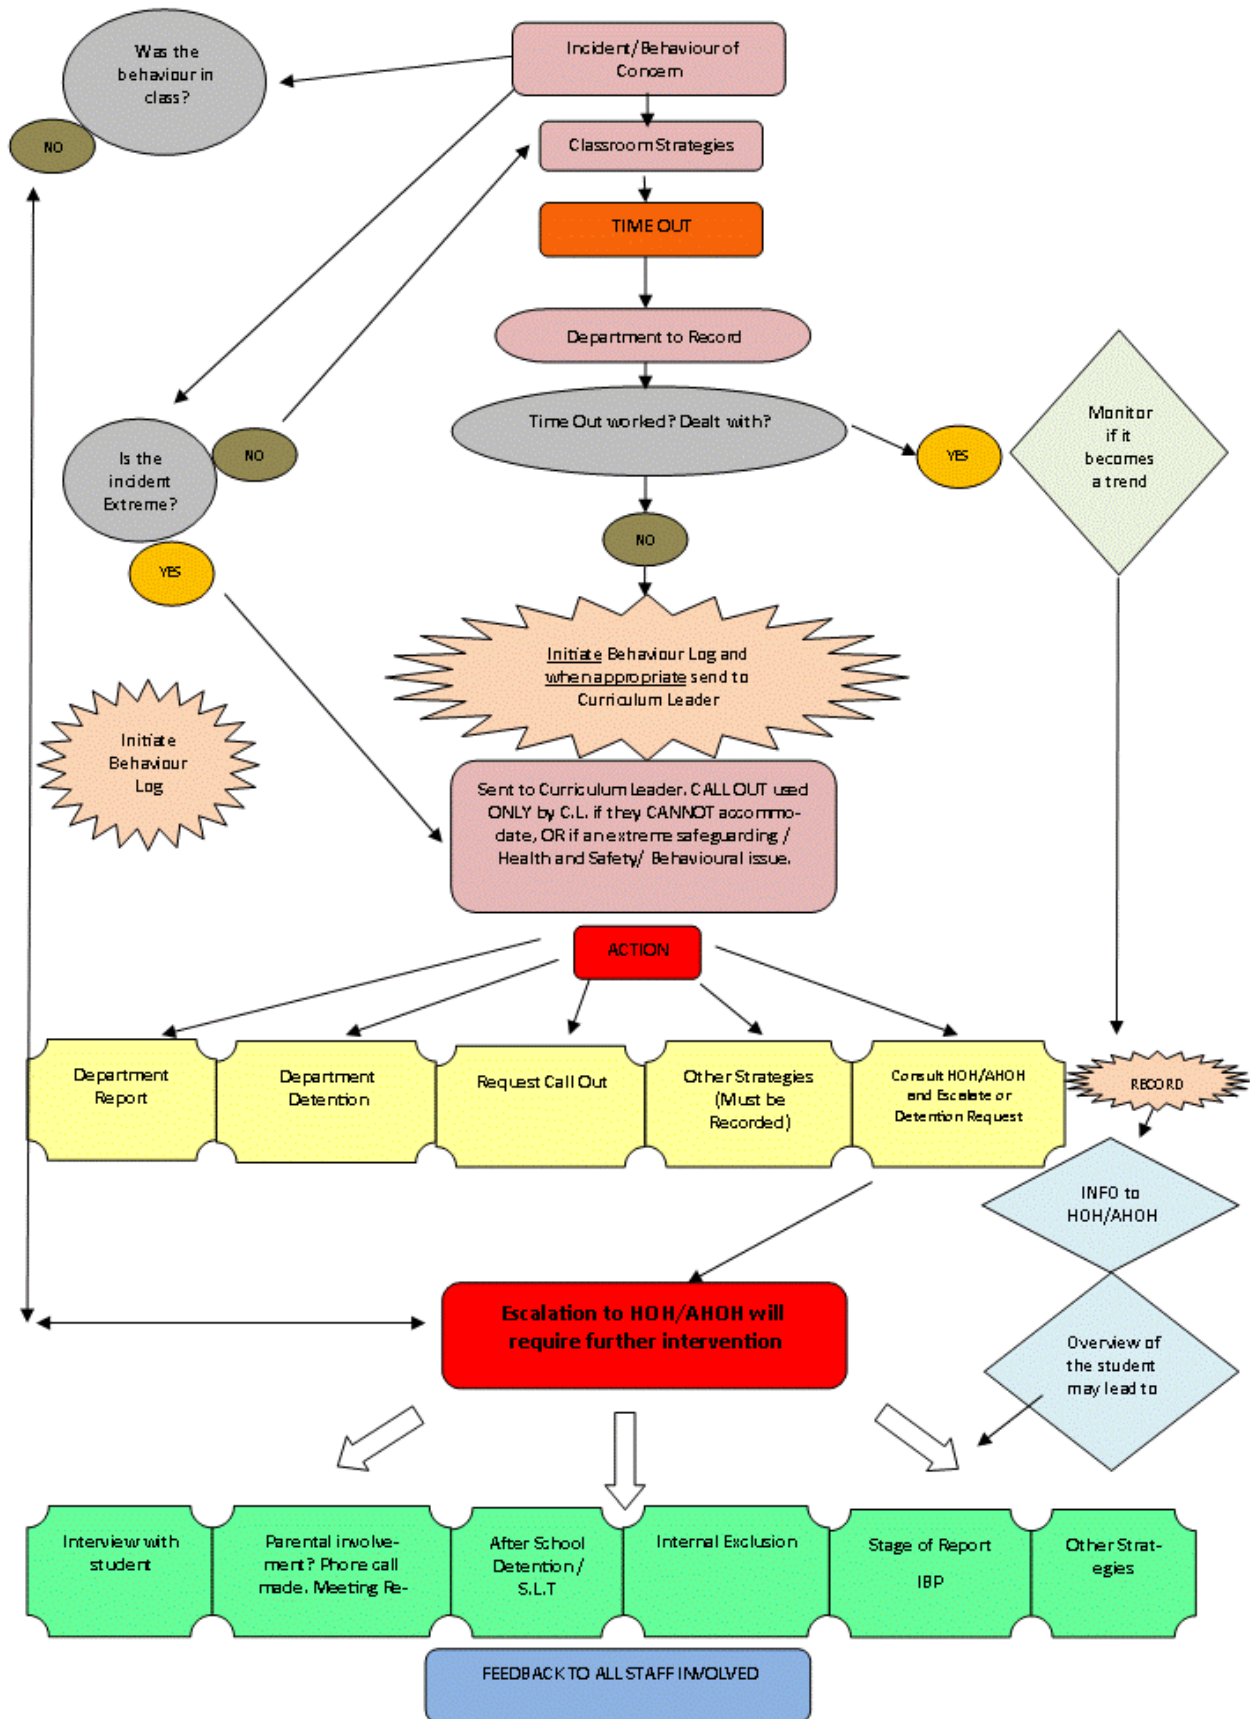 Was the
behaviour in
class?
NO
Incident/Behaviour of
Concern
Classroom Strategies
TIME OUT
Department to Record
Time Out worked? Dealt with?
YES
Monitor
if it
becomes
a trend
Is the
incident
Extreme?
NO
YES
NO
Initiate Behaviour Log and
when appropriate send to
Curriculum Leader
Initiate
Behaviour
Log
Sent to Curriculum Leader. CALL OUT used
ONLY by C.L. if they CANNOT accommo-
date, OR if an extreme safeguarding /
Health and Safety/ Behavioural issue.
ACTION
Department
Report
Department
Detention
Request Call Out
Other Strategies
(Must be
Recorded)
Consult HOH/AHOH
and Escalate or
Detention Request
RECORD
INFO to
HOH/AHOH
Escalation to HOH/AHOH will
require further intervention
Overview of
the student
may lead to
Interview with
student
Parental involve-
ment? Phone call
made. Meeting Re-
After School
Detention /
S.L.T
Internal Exclusion
Stage of Report
IBP
Other Strat-
egies
FEEDBACK TO ALL STAFF INVOLVED